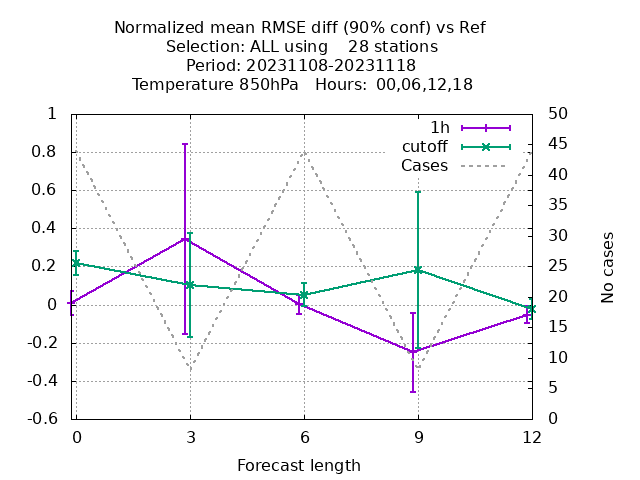 Normalized mean RMSE diff (90% conf) vs Ref
Selection: ALL using    28 stations
Period: 20231108-20231118
Temperature 850hPa   Hours:  00,06,12,18
1h
cutoff
Cases
1
0.8
0.6
0.4
0.2
0
-0.2
-0.4
-0.6
50
45
40
35
30
25
20
15
10
5
0
No cases
0 3 6 9 12
Forecast length